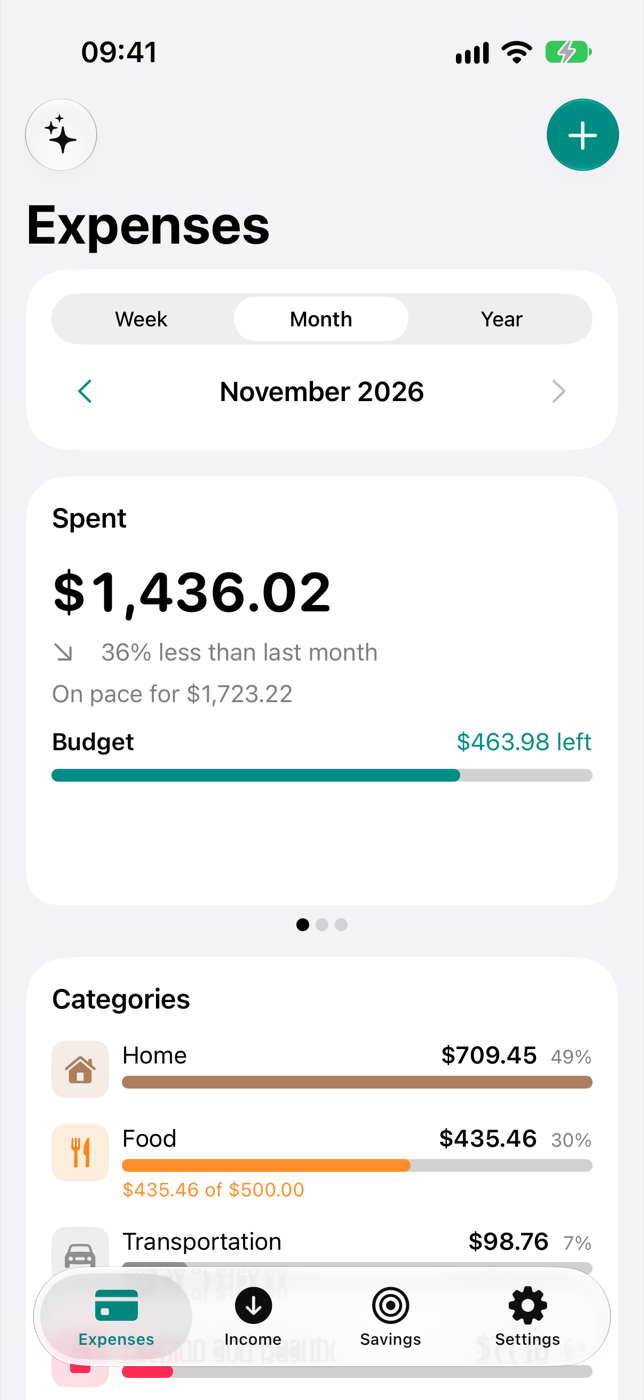 09:41
Expenses
Week Month Year
November 2026
Spent
$1,436.02
36% less than last month
On pace for $1,723.22
Budget $463.98 left
Categories
Home $709.45 49%
Food $435.46 30%
$435.46 of $500.00
Transportation $98.76 7%
Expenses Income Savings Settings